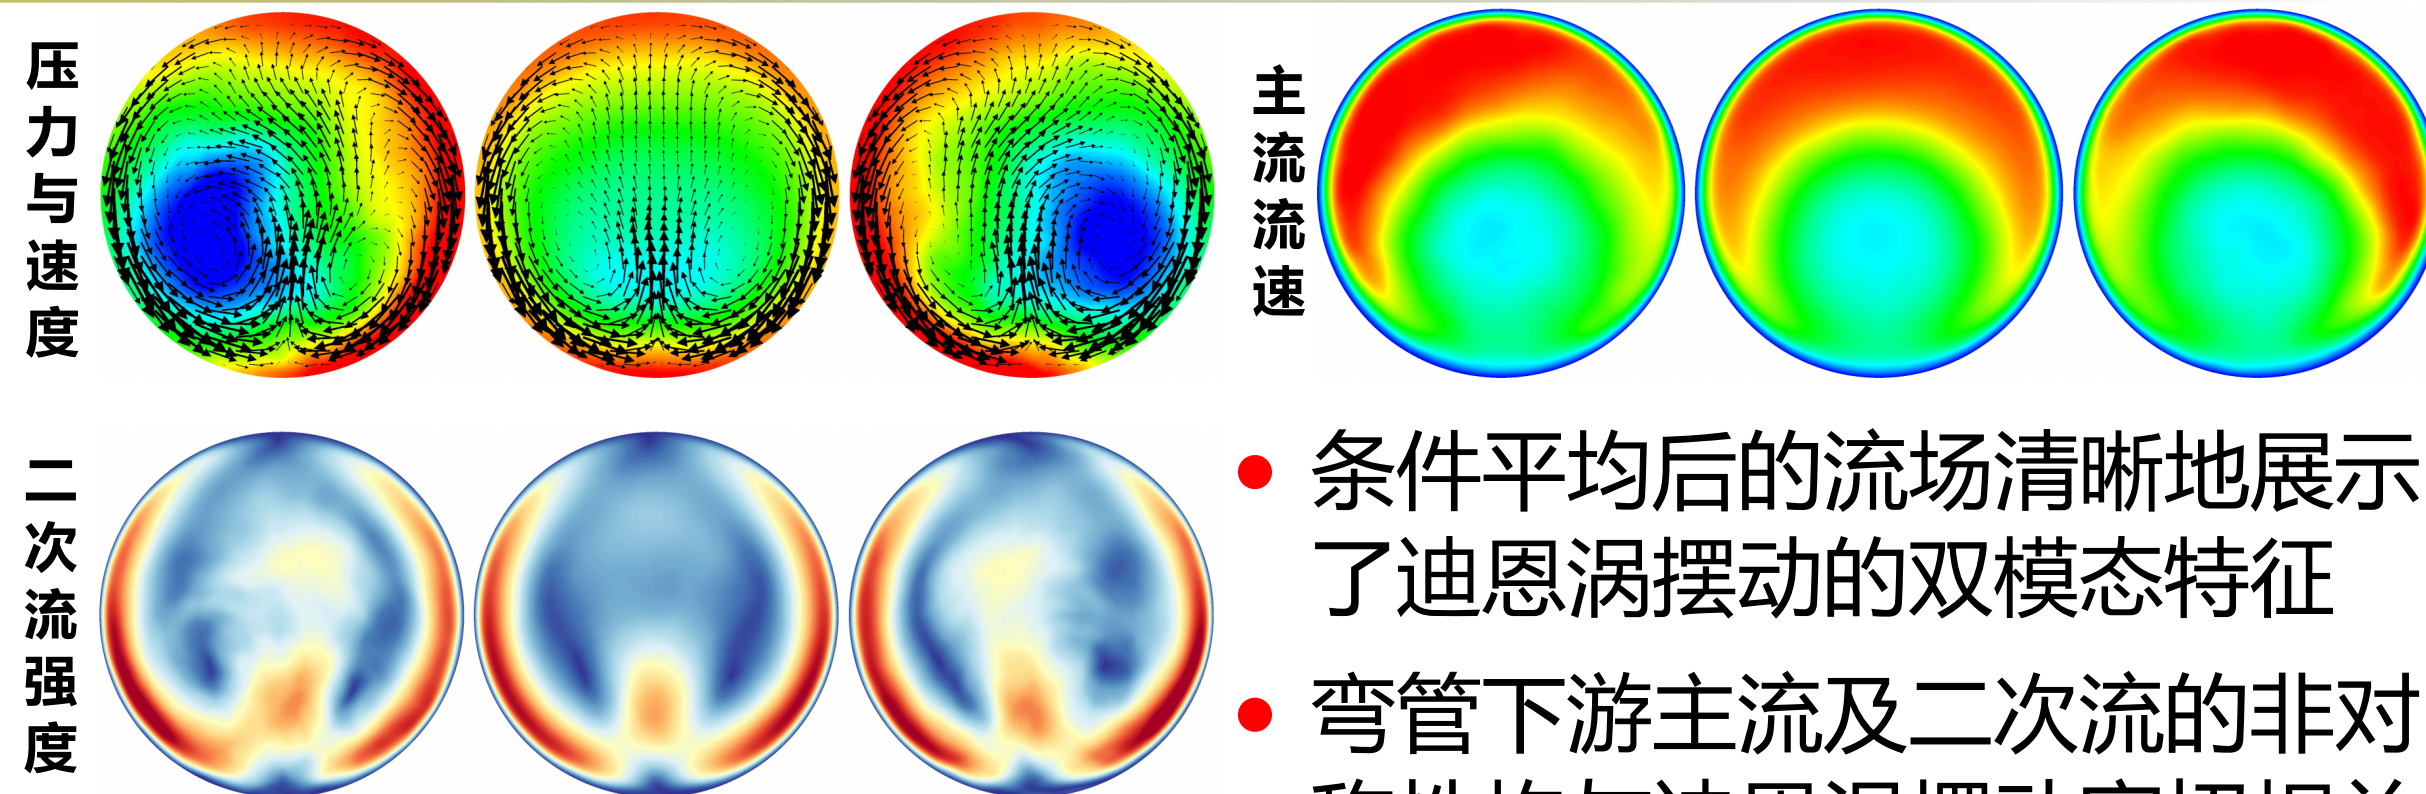 压力与速度
主流流速
二次流强度
● 条件平均后的流场清晰地展示
了迪恩涡摆动的双模态特征
● 弯管下游主流及二次流的非对